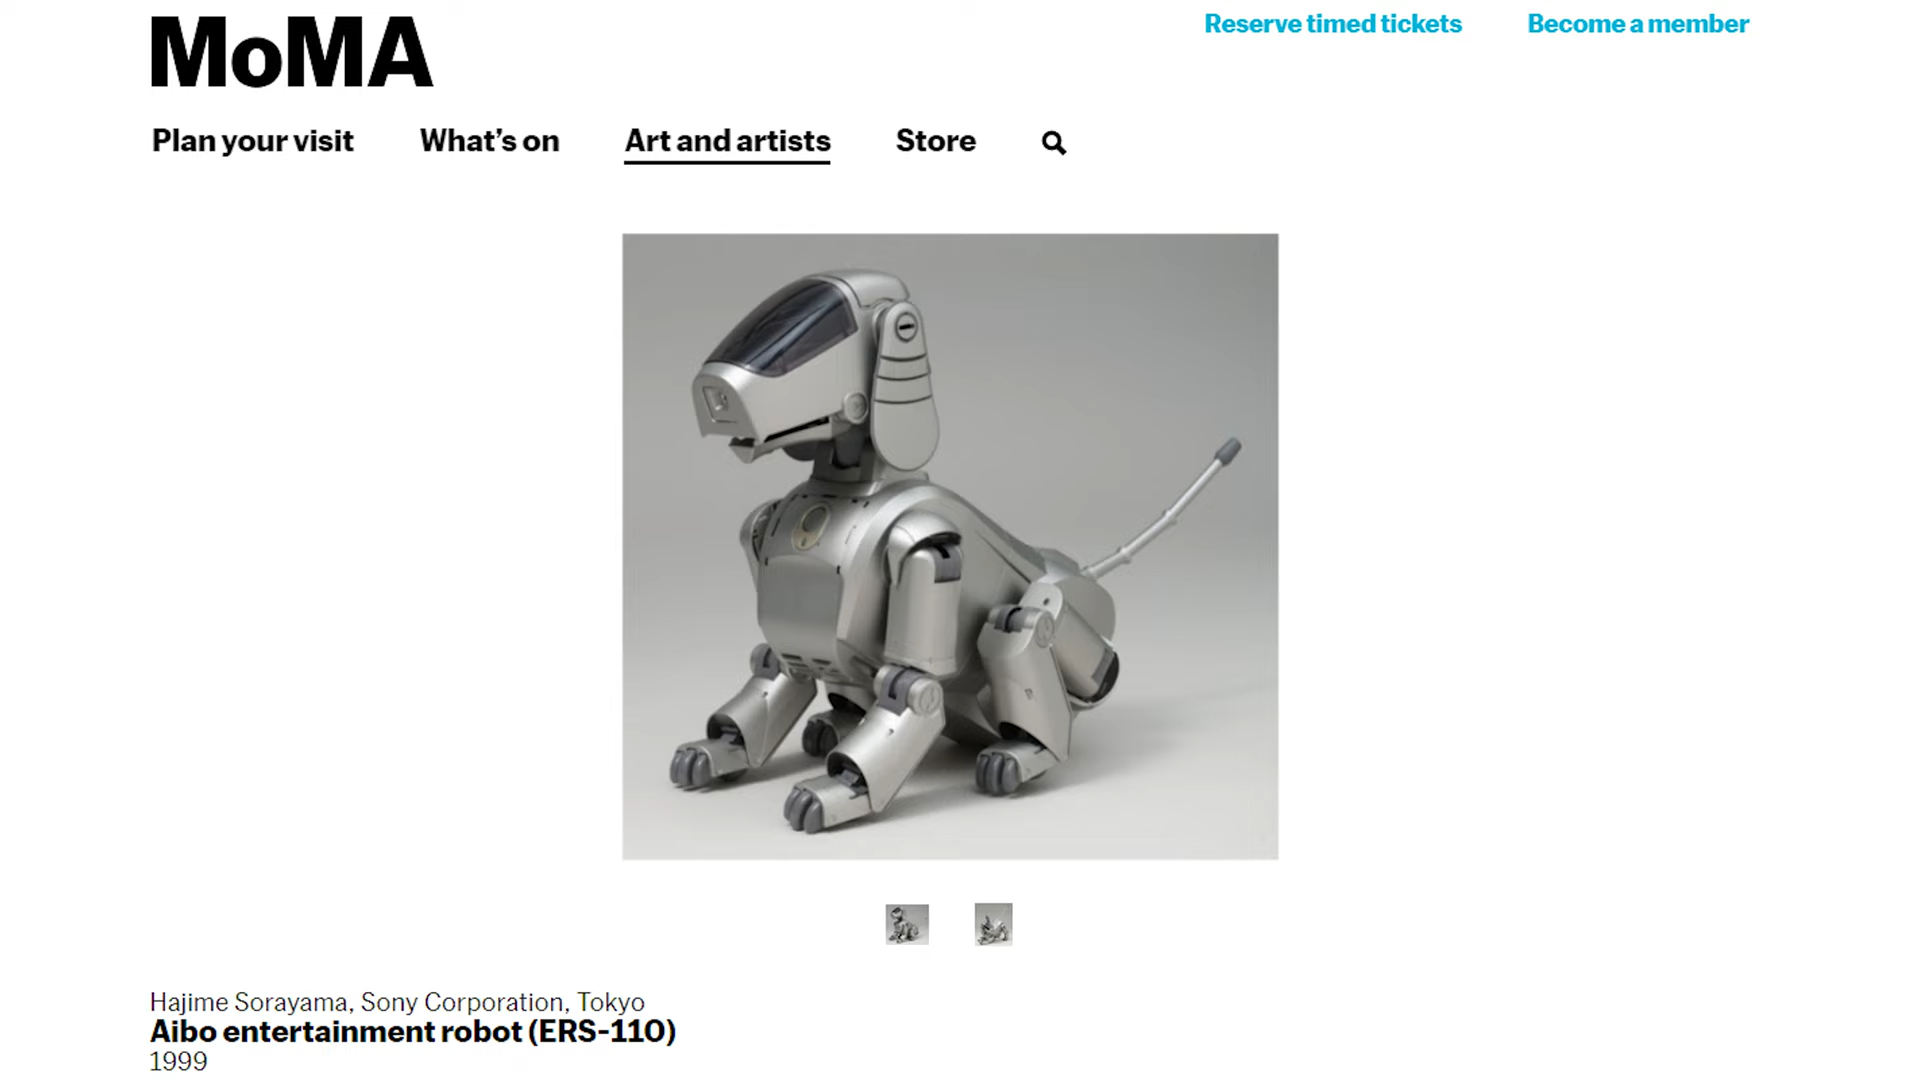 MoMA
Reserve timed tickets
Become a member
Plan your visit
What's on
Art and artists
Store
Hajime Sorayama, Sony Corporation, Tokyo
Aibo entertainment robot (ERS-110)
1999